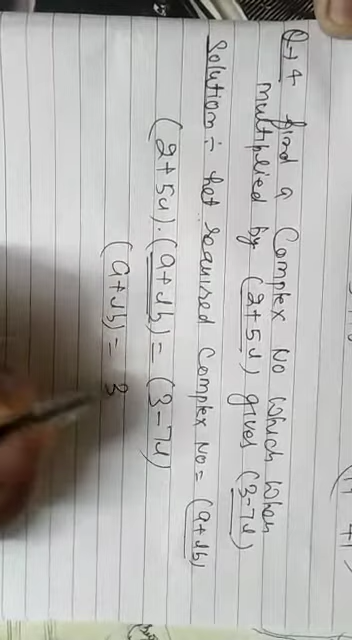 Q→4 find a Complex No which when
multiplied by (2+5i) gives (3-7i)
Solution:- let required Complex No = (a+ib)
(2+5i).(a+ib) = (3-7i)
(a+ib) = 3